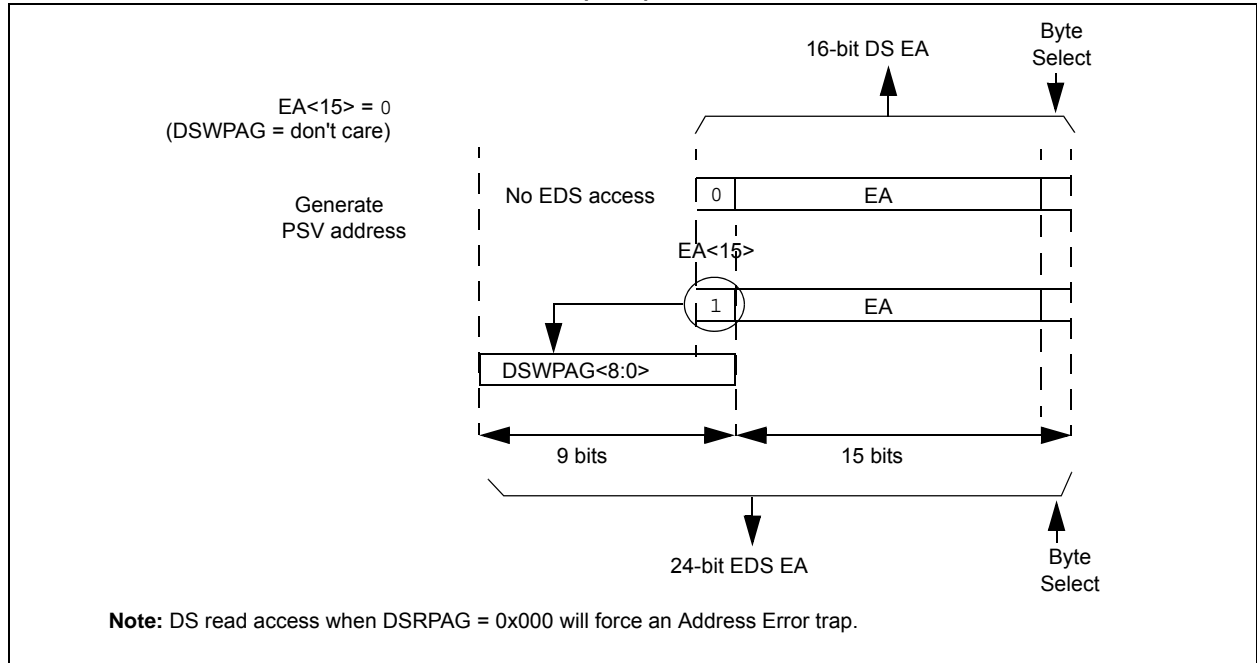 16-bit DS EA
Byte
Select
EA<15> = 0
(DSWPAG = don't care)
Generate
PSV address
No EDS access
0
EA
EA<15>
1
EA
DSWPAG<8:0>
9 bits
15 bits
24-bit EDS EA
Byte
Select
Note: DS read access when DSRPAG = 0x000 will force an Address Error trap.